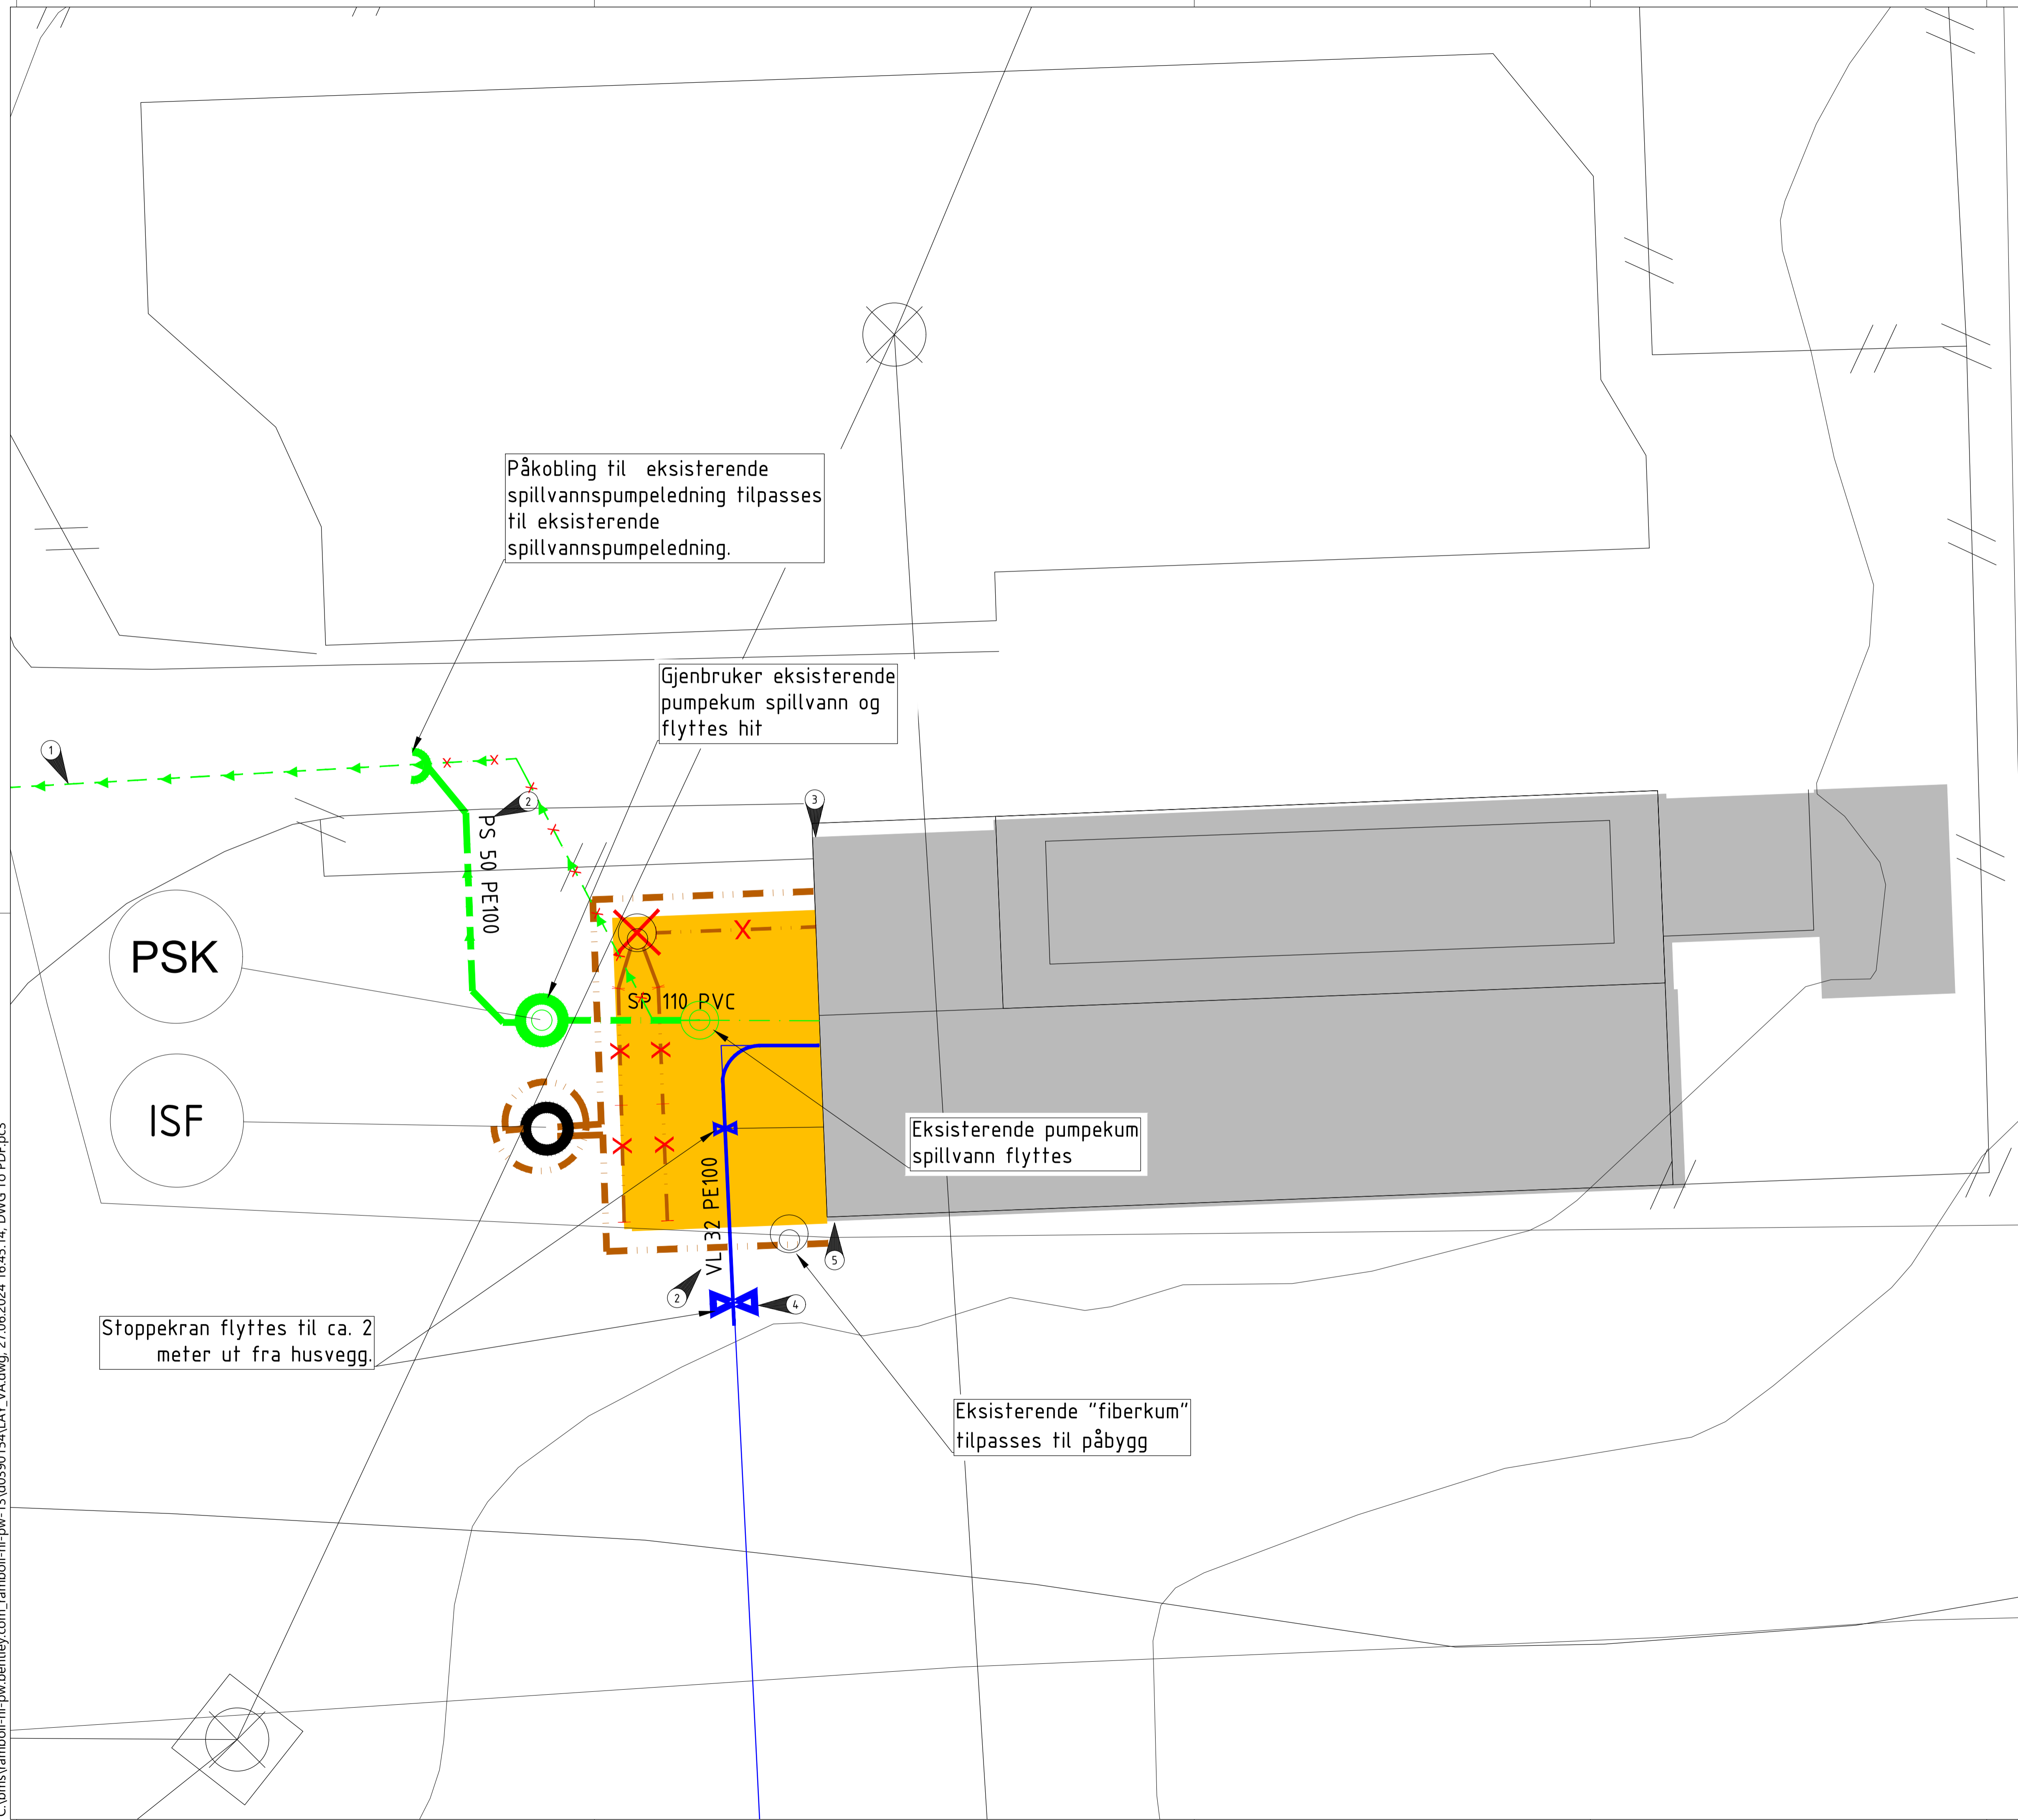 Påkobling til eksisterende
spillvannspumpeledning tilpasses
til eksisterende
spillvannspumpeledning.
Gjenbruker eksisterende
pumpekum spillvann og
flyttes hit
1
2
3
PS 50 PE100
PSK
SP 110 PVC
ISF
Eksisterende pumpekum
spillvann flyttes
VL 32 PE100
5
2
4
Stoppekran flyttes til ca. 2
meter ut fra husvegg.
Eksisterende "fiberkum"
tilpasses til påbygg